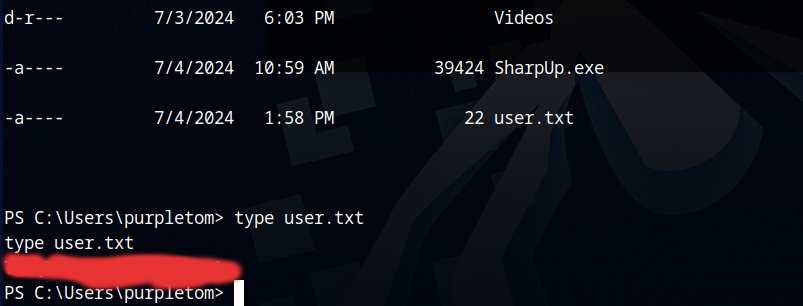 d-r--- 7/3/2024 6:03 PM Videos
-a---- 7/4/2024 10:59 AM 39424 SharpUp.exe
-a---- 7/4/2024 1:58 PM 22 user.txt
PS C:\Users\purpletom> type user.txt
type user.txt
PS C:\Users\purpletom>